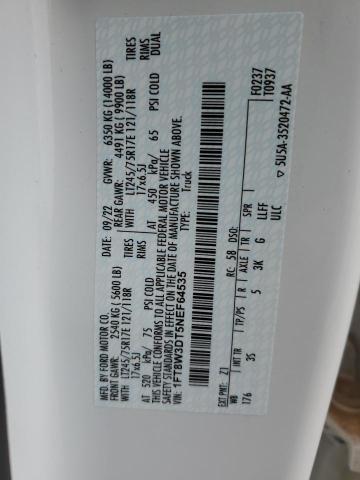 MFD. BY FORD MOTOR CO.
DATE: 09/22 GVWR: 6350 KG (14000 LB)
FRONT GAWR: 2540 KG (5600 LB) REAR GAWR: 4491 KG (9900 LB)
WITH LT245/75R17E 121/118R WITH LT245/75R17E 121/118R TIRES
17x6.5J 17x6.5J RIMS
AT 520 kPa/ 75 PSI COLD AT 450 kPa/ 65 PSI COLD DUAL
THIS VEHICLE CONFORMS TO ALL APPLICABLE FEDERAL MOTOR VEHICLE
SAFETY STANDARDS IN EFFECT ON THE DATE OF MANUFACTURE SHOWN ABOVE.
VIN: 1FT8W3DT5NEF64535 TYPE: Truck
F0237
T0937
EXT PNT: Z1 RC: 58 DSO:
WB INT TR TP/PS R AXLE TR SPR
176 3S 5 3K G LLFF
ULC
▽ 5U5A-3520472-AA